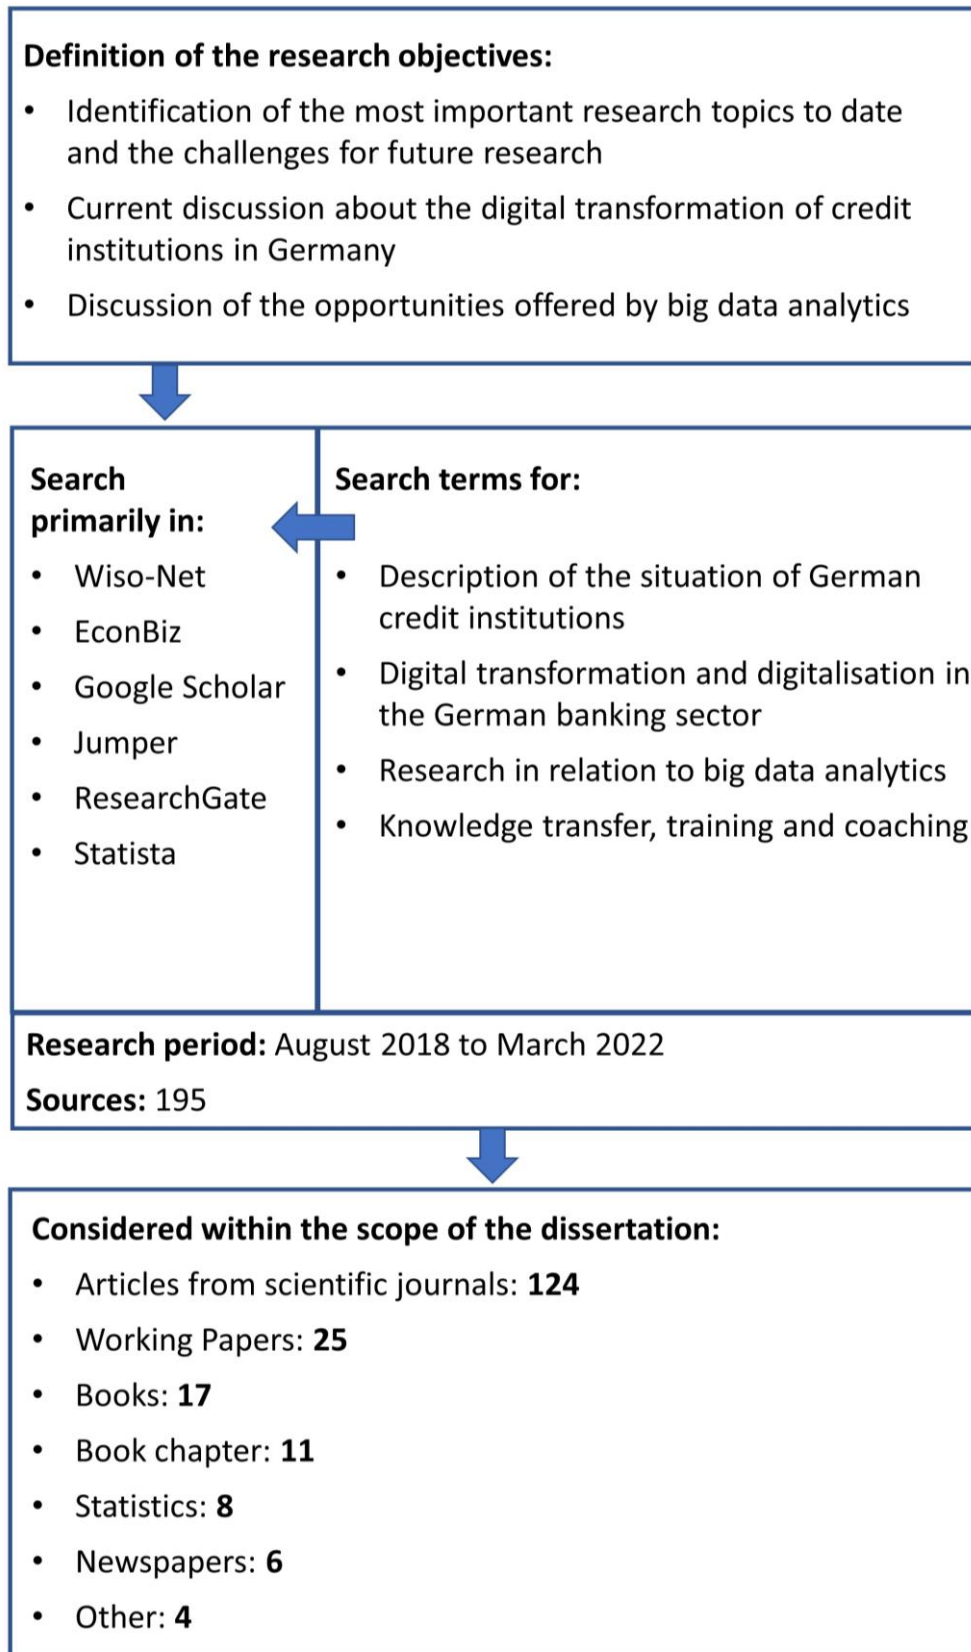 Definition of the research objectives:
• Identification of the most important research topics to date
and the challenges for future research
• Current discussion about the digital transformation of credit
institutions in Germany
• Discussion of the opportunities offered by big data analytics
Search
primarily in:
• Wiso-Net
• EconBiz
• Google Scholar
• Jumper
• ResearchGate
• Statista
Search terms for:
• Description of the situation of German
credit institutions
• Digital transformation and digitalisation in
the German banking sector
• Research in relation to big data analytics
• Knowledge transfer, training and coaching
Research period: August 2018 to March 2022
Sources: 195
Considered within the scope of the dissertation:
• Articles from scientific journals: 124
• Working Papers: 25
• Books: 17
• Book chapter: 11
• Statistics: 8
• Newspapers: 6
• Other: 4